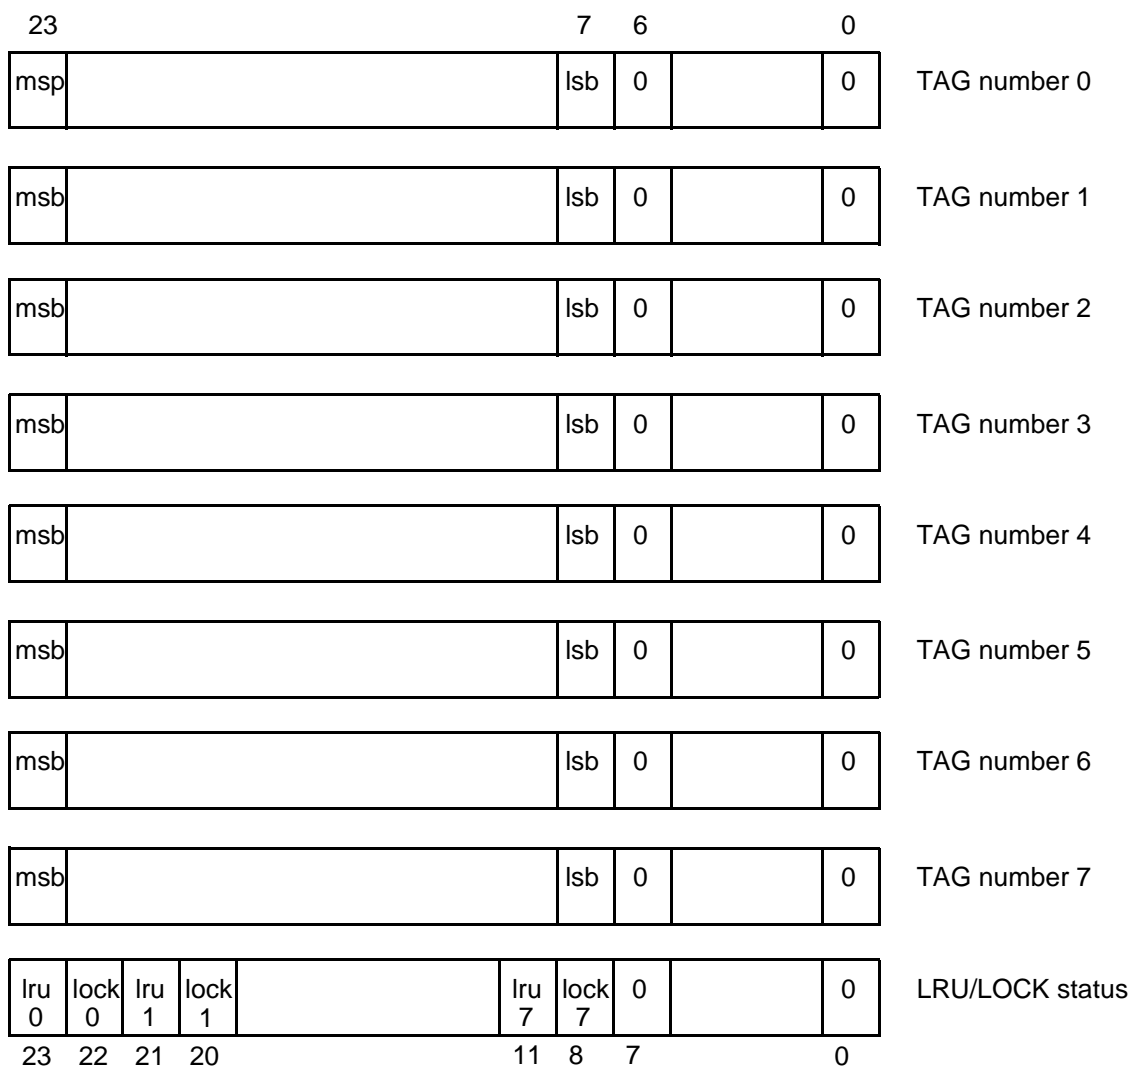 23 7 6 0
msp lsb 0 0 TAG number 0
msb lsb 0 0 TAG number 1
msb lsb 0 0 TAG number 2
msb lsb 0 0 TAG number 3
msb lsb 0 0 TAG number 4
msb lsb 0 0 TAG number 5
msb lsb 0 0 TAG number 6
msb lsb 0 0 TAG number 7
lru lock lru lock lru lock 0 0 LRU/LOCK status
0 0 1 1 7 7
23 22 21 20 11 8 7 0